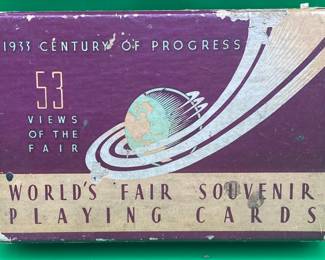 1933 CENTURY OF PROGRESS
53
VIEWS
OF THE
FAIR
WORLD'S FAIR SOUVENIR
PLAYING CARDS